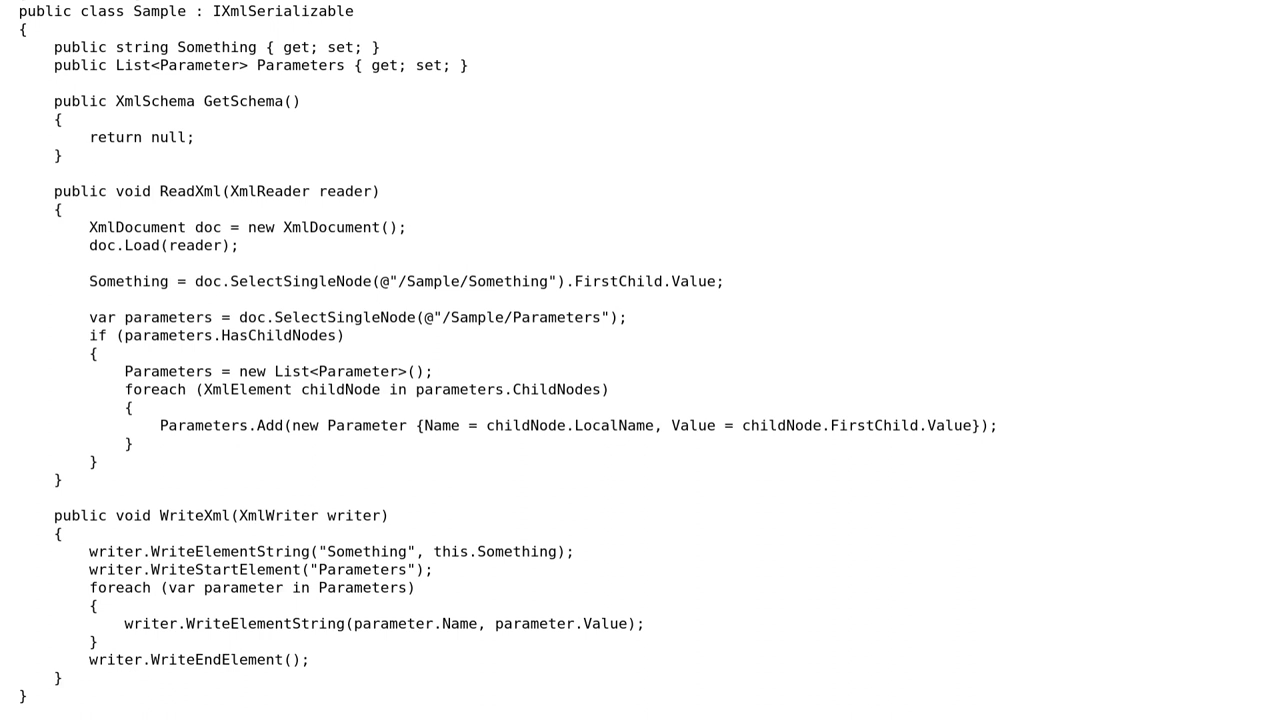 public class Sample : IXmlSerializable
{
    public string Something { get; set; }
    public List<Parameter> Parameters { get; set; }

    public XmlSchema GetSchema()
    {
        return null;
    }

    public void ReadXml(XmlReader reader)
    {
        XmlDocument doc = new XmlDocument();
        doc.Load(reader);

        Something = doc.SelectSingleNode(@"/Sample/Something").FirstChild.Value;

        var parameters = doc.SelectSingleNode(@"/Sample/Parameters");
        if (parameters.HasChildNodes)
        {
            Parameters = new List<Parameter>();
            foreach (XmlElement childNode in parameters.ChildNodes)
            {
                Parameters.Add(new Parameter {Name = childNode.LocalName, Value = childNode.FirstChild.Value});
            }
        }
    }

    public void WriteXml(XmlWriter writer)
    {
        writer.WriteElementString("Something", this.Something);
        writer.WriteStartElement("Parameters");
        foreach (var parameter in Parameters)
        {
            writer.WriteElementString(parameter.Name, parameter.Value);
        }
        writer.WriteEndElement();
    }
}